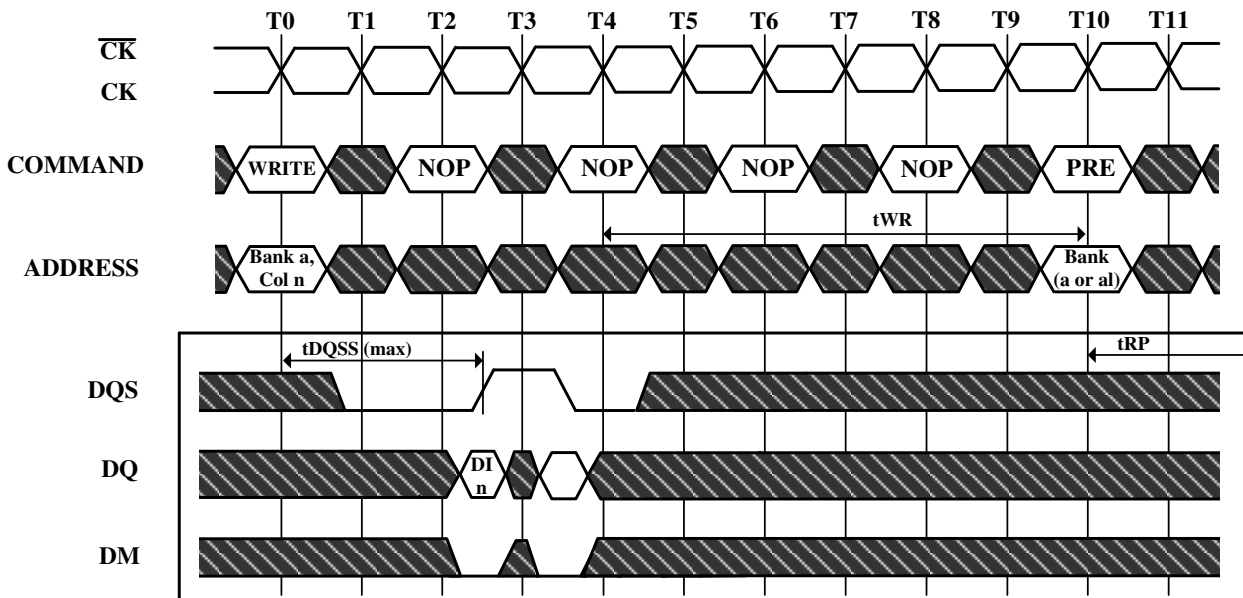 T0 T1 T2 T3 T4 T5 T6 T7 T8 T9 T10 T11
CK
CK
COMMAND WRITE NOP NOP NOP NOP PRE
tWR
ADDRESS Bank a, Col n Bank (a or al)
tDQSS (max) tRP
DQS
DQ DI n
DM